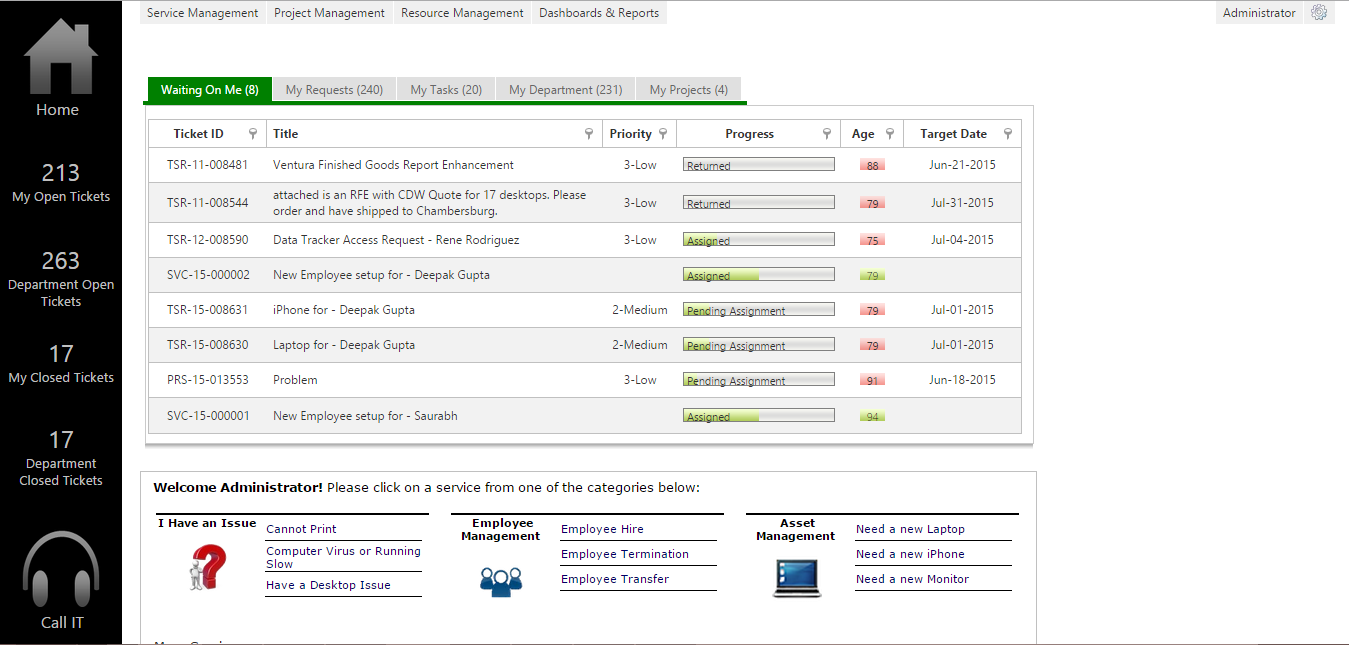 Service Management Project Management Resource Management Dashboards & Reports Administrator
Home
213
My Open Tickets
263
Department Open
Tickets
17
My Closed Tickets
17
Department
Closed Tickets
Call IT
Waiting On Me (8) My Requests (240) My Tasks (20) My Department (231) My Projects (4)
Ticket ID Title Priority Progress Age Target Date
TSR-11-008481 Ventura Finished Goods Report Enhancement 3-Low Returned 88 Jun-21-2015
TSR-11-008544 attached is an RFE with CDW Quote for 17 desktops. Please
order and have shipped to Chambersburg. 3-Low Returned 79 Jul-31-2015
TSR-12-008590 Data Tracker Access Request - Rene Rodriguez 3-Low Assigned 75 Jul-04-2015
SVC-15-000002 New Employee setup for - Deepak Gupta Assigned 79
TSR-15-008631 iPhone for - Deepak Gupta 2-Medium Pending Assignment 79 Jul-01-2015
TSR-15-008630 Laptop for - Deepak Gupta 2-Medium Pending Assignment 79 Jul-01-2015
PRS-15-013553 Problem 3-Low Pending Assignment 91 Jun-18-2015
SVC-15-000001 New Employee setup for - Saurabh Assigned 94
Welcome Administrator! Please click on a service from one of the categories below:
I Have an Issue
Cannot Print
Computer Virus or Running
Slow
Have a Desktop Issue
Employee
Management
Employee Hire
Employee Termination
Employee Transfer
Asset
Management
Need a new Laptop
Need a new iPhone
Need a new Monitor